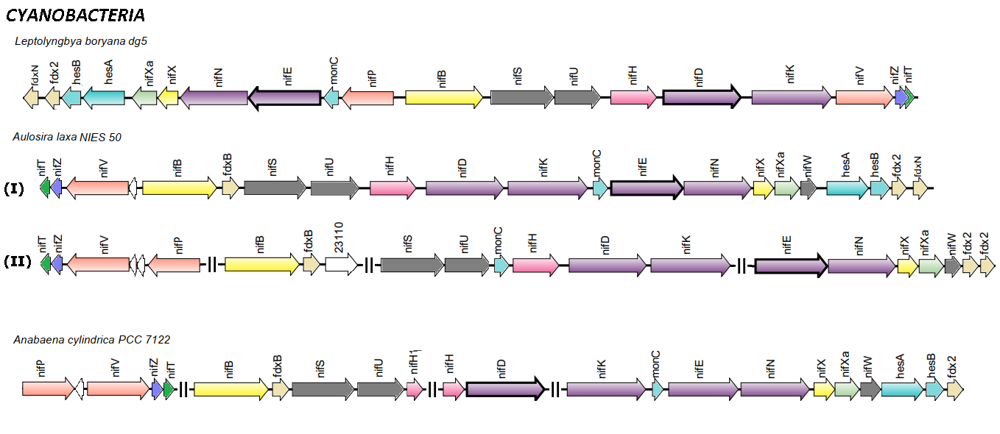 CYANOBACTERIA
Leptolyngbya boryana dg5
fdxN fdx2 hesB hesA nifXa nifX nifN nifE monC nifP nifB nifS nifU nifH nifD nifK nifV nifZ nifT
Aulosira laxa NIES 50
(I) nifT nifZ nifV nifB fdxB nifS nifU nifH nifD nifK monC nifE nifN nifX nifXa nifW hesA hesB fdx2 fdxN
(II) nifT nifZ nifV nifP nifB fdxB 23110 nifS nifU monC nifH nifD nifK nifE nifN nifX nifXa nifW fdx2 fdx2
Anabaena cylindrica PCC 7122
nifP nifV nifZ nifT nifB fdxB nifS nifU nifH1 nifH nifD nifK monC nifE nifN nifX nifXa nifW hesA hesB fdx2